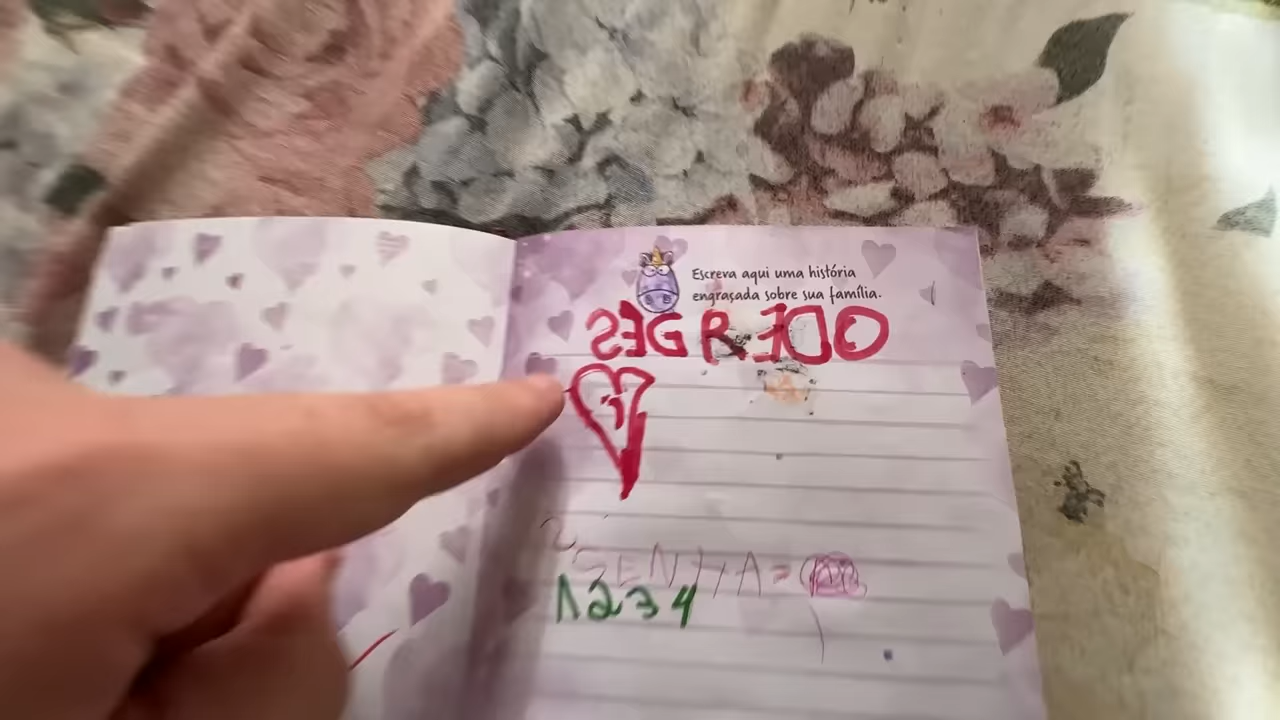 Escreva aqui uma história
engraçada sobre sua família.
SEGREDO
SENHA =
1234